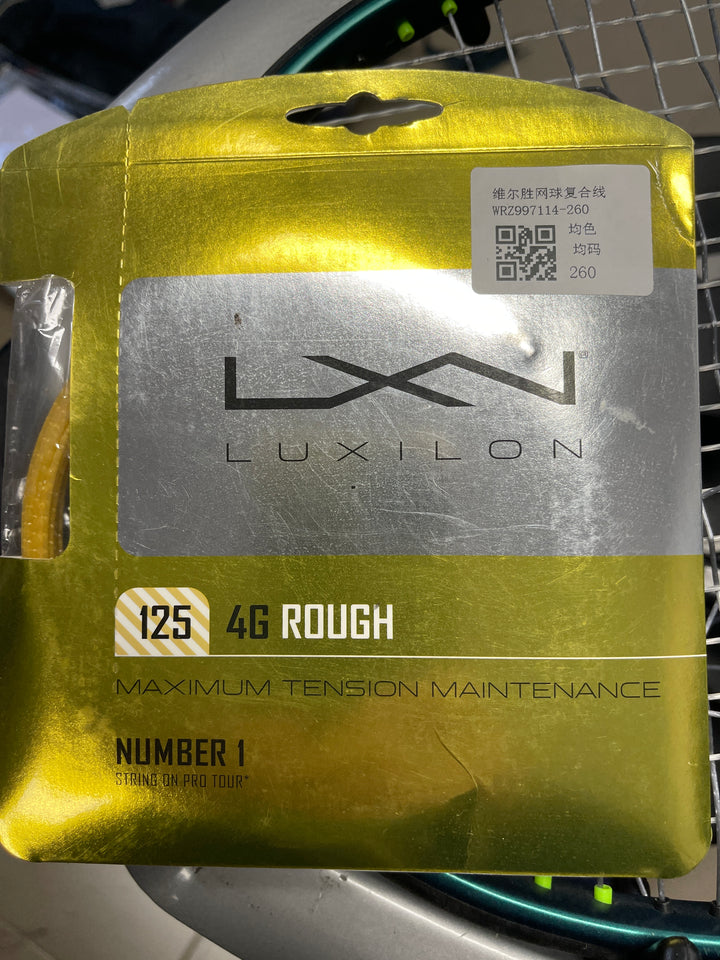 维尔胜网球复合线
WRZ997114-260
均色
均码
260
LXN®
LUXILON
125 4G ROUGH
MAXIMUM TENSION MAINTENANCE
NUMBER 1
STRING ON PRO TOUR*